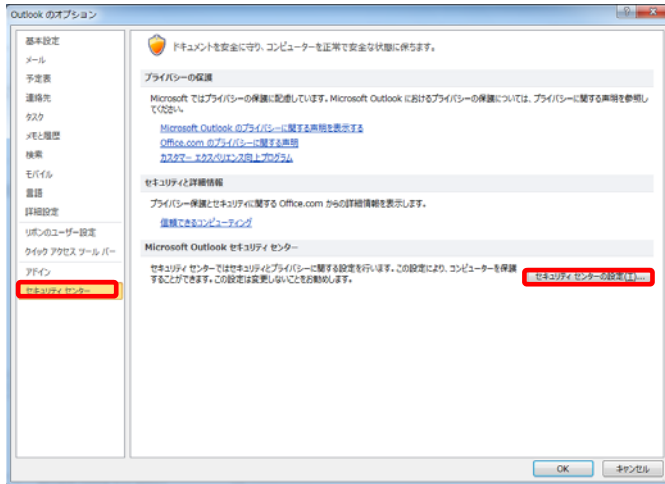 Outlook のオプション
基本設定
メール
予定表
連絡先
タスク
メモと履歴
検索
モバイル
言語
詳細設定
リボンのユーザー設定
クイック アクセス ツール バー
アドイン
セキュリティ センター
ドキュメントを安全に守り、コンピューターを正常で安全な状態に保ちます。
プライバシーの保護
Microsoft ではプライバシーの保護に配慮しています。Microsoft Outlook におけるプライバシーの保護については、プライバシーに関する声明を参照し
てください。
Microsoft Outlook のプライバシーに関する声明を表示する
Office.com のプライバシーに関する声明
カスタマー エクスペリエンス向上プログラム
セキュリティと詳細情報
プライバシー保護とセキュリティに関する Office.com からの詳細情報を表示します。
信頼できるコンピューティング
Microsoft Outlook セキュリティ センター
セキュリティ センターではセキュリティとプライバシーに関する設定を行います。この設定により、コンピューターを保護
することができます。この設定は変更しないことをお勧めします。
セキュリティ センターの設定(T)...
OK
キャンセル